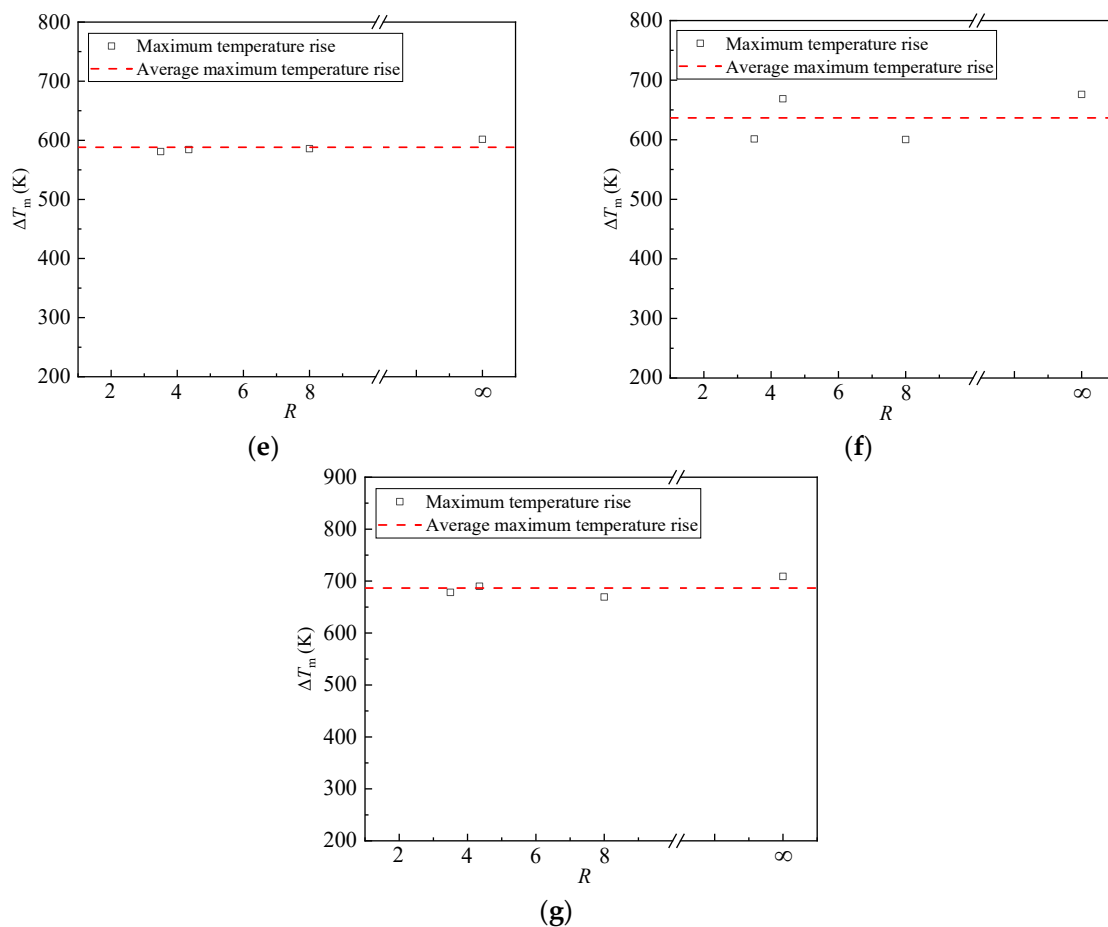 800
700
600
500
400
300
200
ΔTm (K)
Maximum temperature rise
Average maximum temperature rise
2 4 6 8 ∞
R
(e)
800
700
600
500
400
300
200
ΔTm (K)
Maximum temperature rise
Average maximum temperature rise
2 4 6 8 ∞
R
(f)
900
800
700
600
500
400
300
200
ΔTm (K)
Maximum temperature rise
Average maximum temperature rise
2 4 6 8 ∞
R
(g)